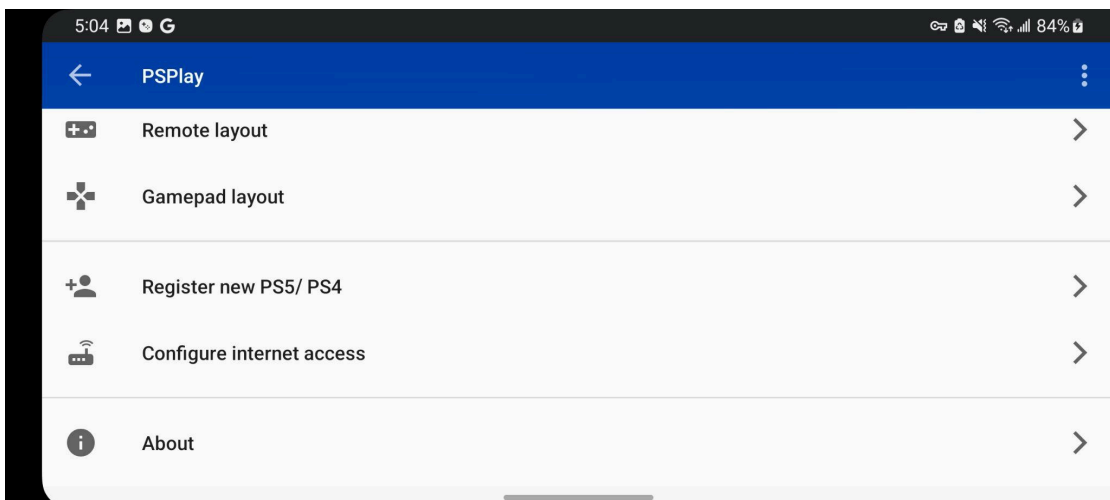 5:04 G 84%
PSPlay
Remote layout
Gamepad layout
Register new PS5/ PS4
Configure internet access
About